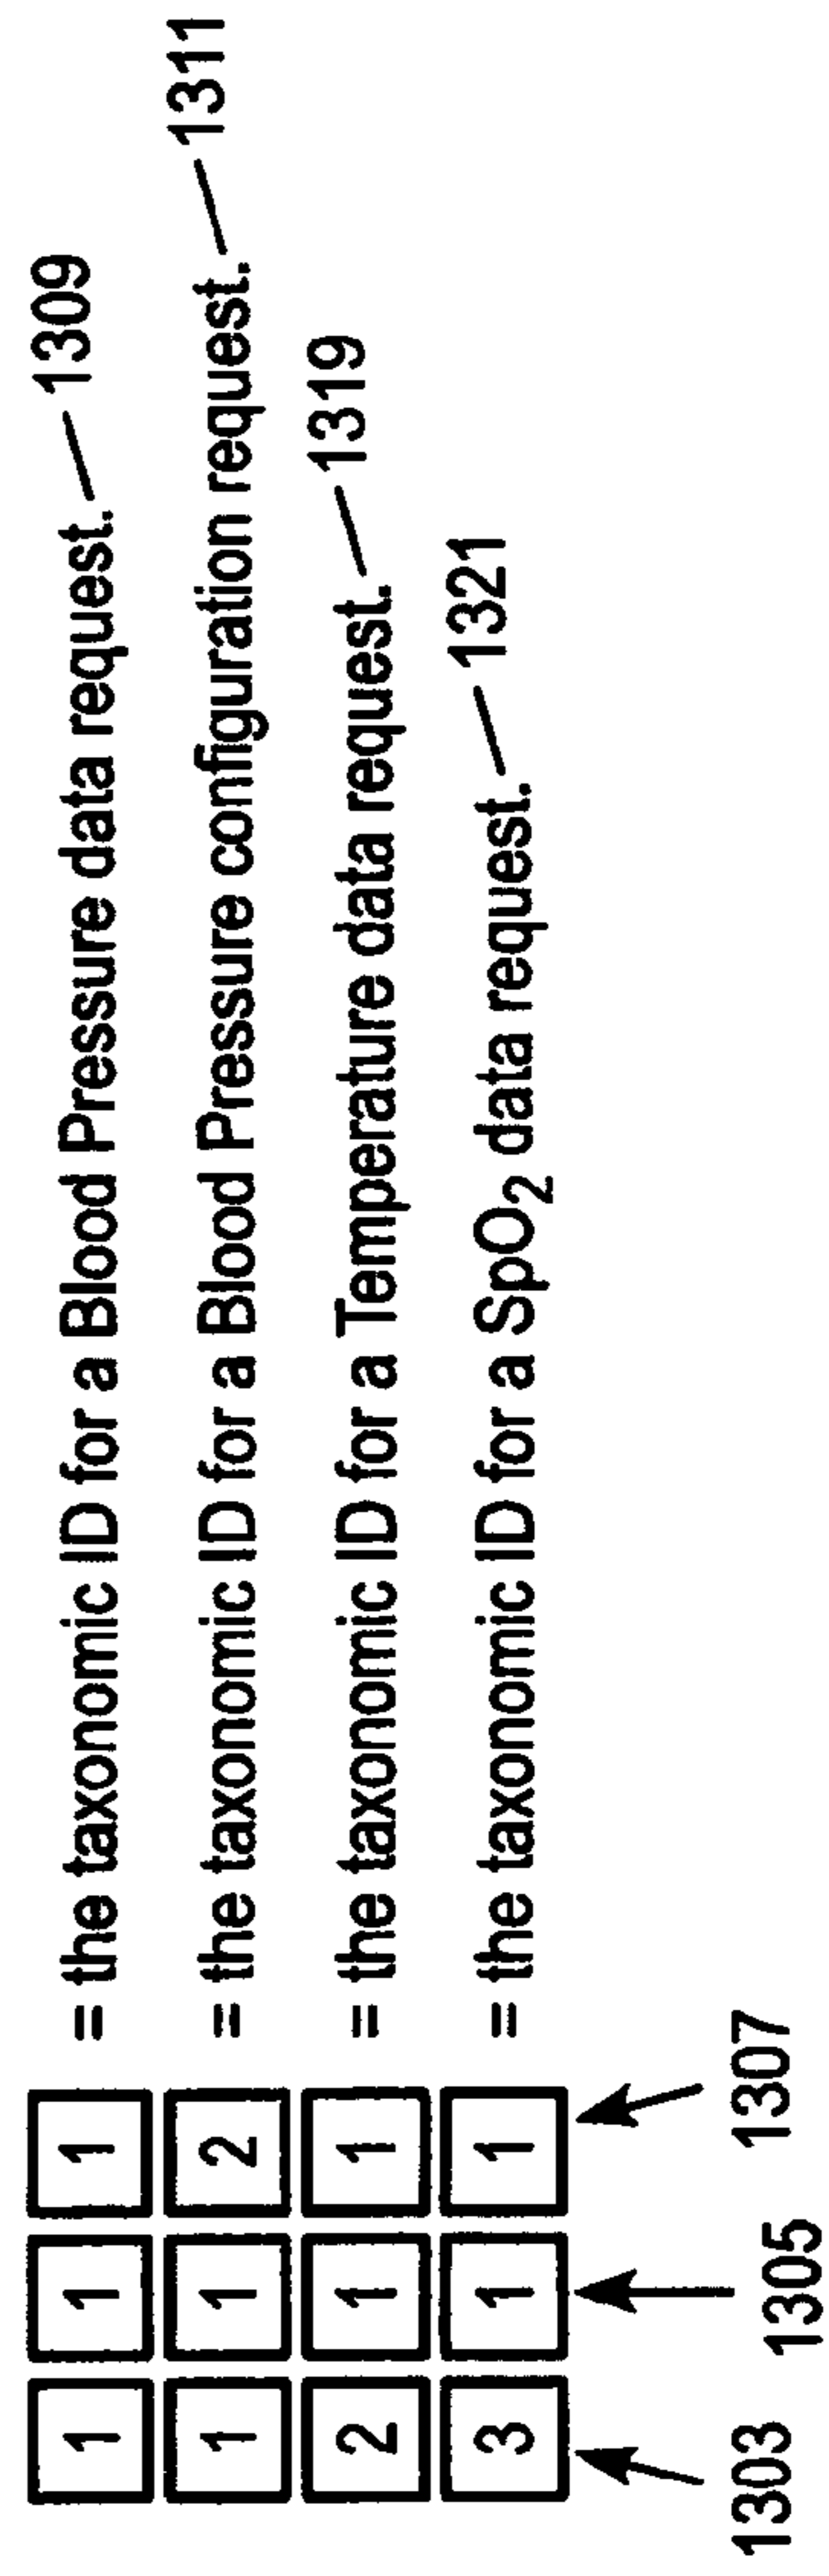 1 1 1 = the taxonomic ID for a Blood Pressure data request. 1309
1 1 2 = the taxonomic ID for a Blood Pressure configuration request. 1311
2 1 1 = the taxonomic ID for a Temperature data request. 1319
3 1 1 = the taxonomic ID for a SpO₂ data request. 1321
1303 1305 1307